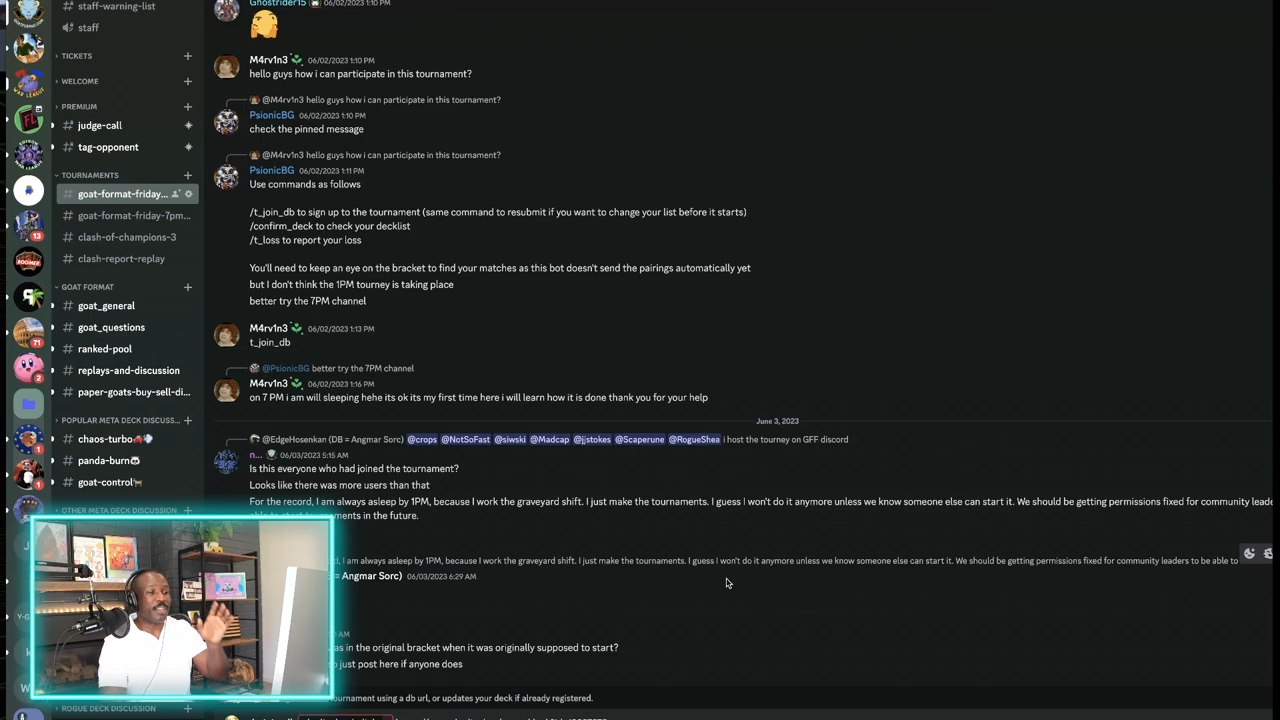 staff-warning-list
staff
TICKETS
WELCOME
PREMIUM
judge-call
tag-opponent
TOURNAMENTS
goat-format-friday...
goat-format-friday-7pm...
clash-of-champions-3
clash-report-replay
GOAT FORMAT
goat_general
goat_questions
ranked-pool
replays-and-discussion
paper-goats-buy-sell-di...
POPULAR META DECK DISCUSS...
chaos-turbo
panda-burn
goat-control
OTHER META DECK DISCUSSION
ROGUE DECK DISCUSSION
13
71
2
1
1
Ghostrider15 06/02/2023 1:10 PM
M4rv1n3 06/02/2023 1:10 PM
hello guys how i can participate in this tournament?
@M4rv1n3 hello guys how i can participate in this tournament?
PsionicBG 06/02/2023 1:10 PM
check the pinned message
@M4rv1n3 hello guys how i can participate in this tournament?
PsionicBG 06/02/2023 1:11 PM
Use commands as follows
/t_join_db to sign up to the tournament (same command to resubmit if you want to change your list before it starts)
/confirm_deck to check your decklist
/t_loss to report your loss
You'll need to keep an eye on the bracket to find your matches as this bot doesn't send the pairings automatically yet
but I don't think the 1PM tourney is taking place
better try the 7PM channel
M4rv1n3 06/02/2023 1:13 PM
t_join_db
@PsionicBG better try the 7PM channel
M4rv1n3 06/02/2023 1:16 PM
on 7 PM i am will sleeping hehe its ok its my first time here i will learn how it is done thank you for your help
June 3, 2023
@EdgeHosenkan (DB = Angmar Sorc) @crops @NotSoFast @siwski @Madcap @jjstokes @Scaperune @RogueShea i host the tourney on GFF discord
n... 06/03/2023 5:15 AM
Is this everyone who had joined the tournament?
Looks like there was more users than that
For the record, I am always asleep by 1PM, because I work the graveyard shift. I just make the tournaments. I guess I won't do it anymore unless we know someone else can start it. We should be getting permissions fixed for community leade
able to start tournaments in the future.
I am always asleep by 1PM, because I work the graveyard shift. I just make the tournaments. I guess I won't do it anymore unless we know someone else can start it. We should be getting permissions fixed for community leaders to be able to
= Angmar Sorc) 06/03/2023 6:29 AM
AM
in the original bracket when it was originally supposed to start?
just post here if anyone does
tournament using a db url, or updates your deck if already registered.